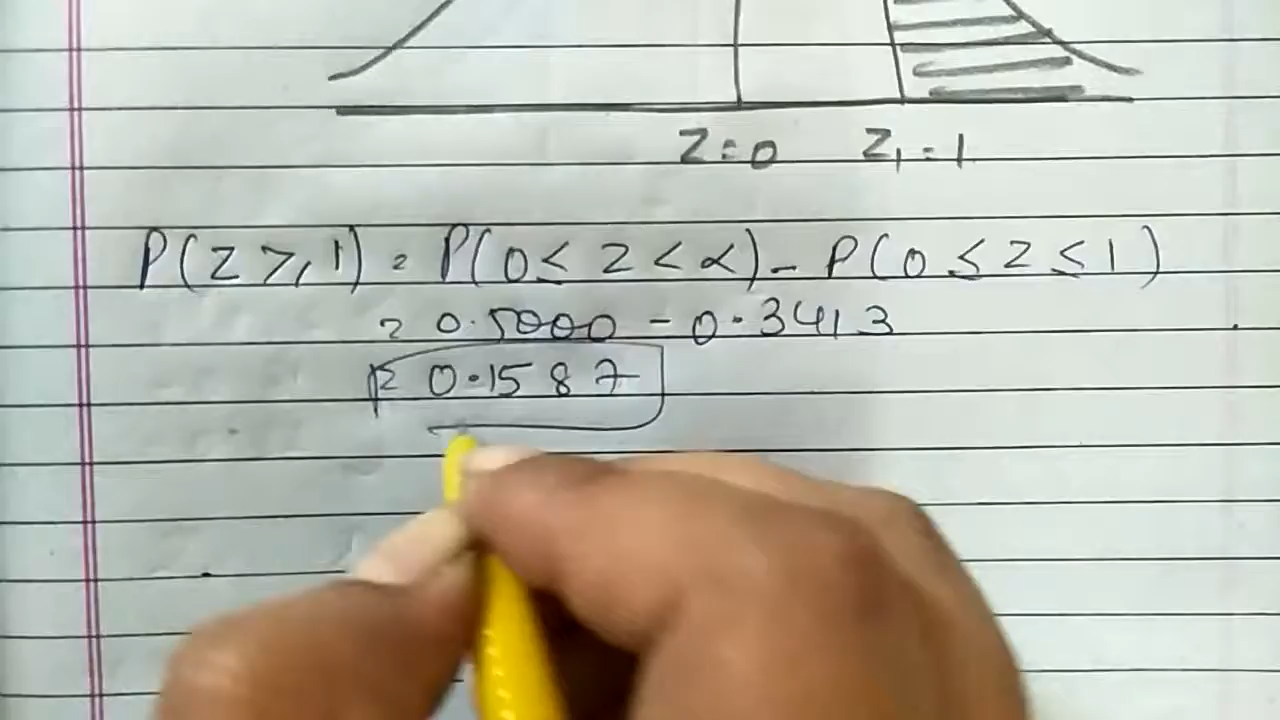 Z=0 Z₁=1
P(Z ≥ 1) = P(0 ≤ Z < ∝) - P(0 ≤ Z ≤ 1)
= 0.5000 - 0.3413
= 0.1587